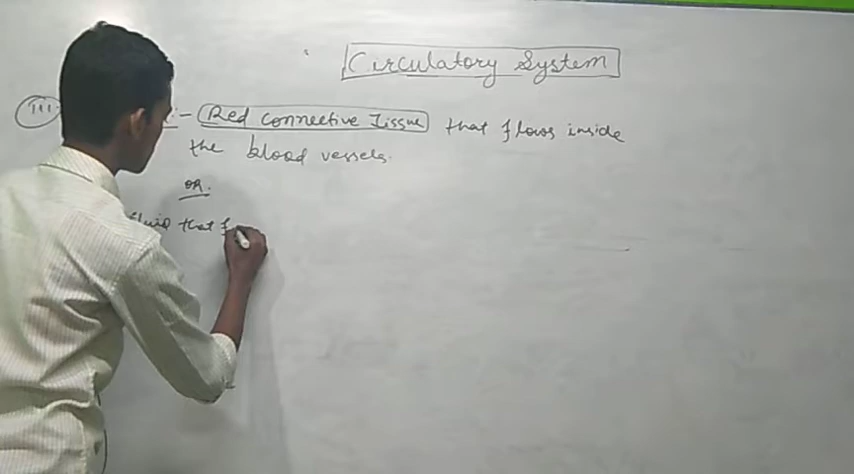 Circulatory System
III. :- Red Connective Tissue that flows inside
the blood vessels.
OR.
fluid that f